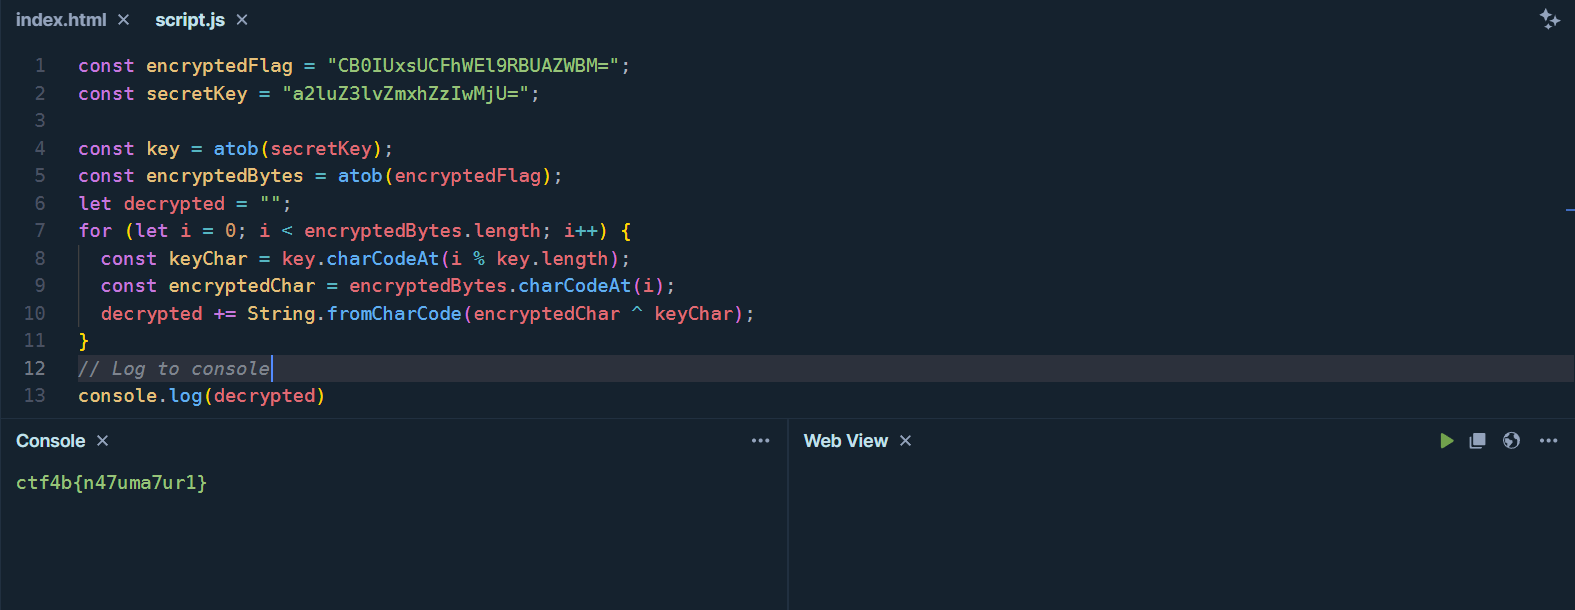 index.html × script.js ×
1 const encryptedFlag = "CB0IUxsUCFhWEl9RBUAZWBM=";
2 const secretKey = "a2luZ3lvZmxhZzIwMjU=";
3
4 const key = atob(secretKey);
5 const encryptedBytes = atob(encryptedFlag);
6 let decrypted = "";
7 for (let i = 0; i < encryptedBytes.length; i++) {
8 const keyChar = key.charCodeAt(i % key.length);
9 const encryptedChar = encryptedBytes.charCodeAt(i);
10 decrypted += String.fromCharCode(encryptedChar ^ keyChar);
11 }
12 // Log to console
13 console.log(decrypted)
Console × ... Web View × ...
ctf4b{n47uma7ur1}